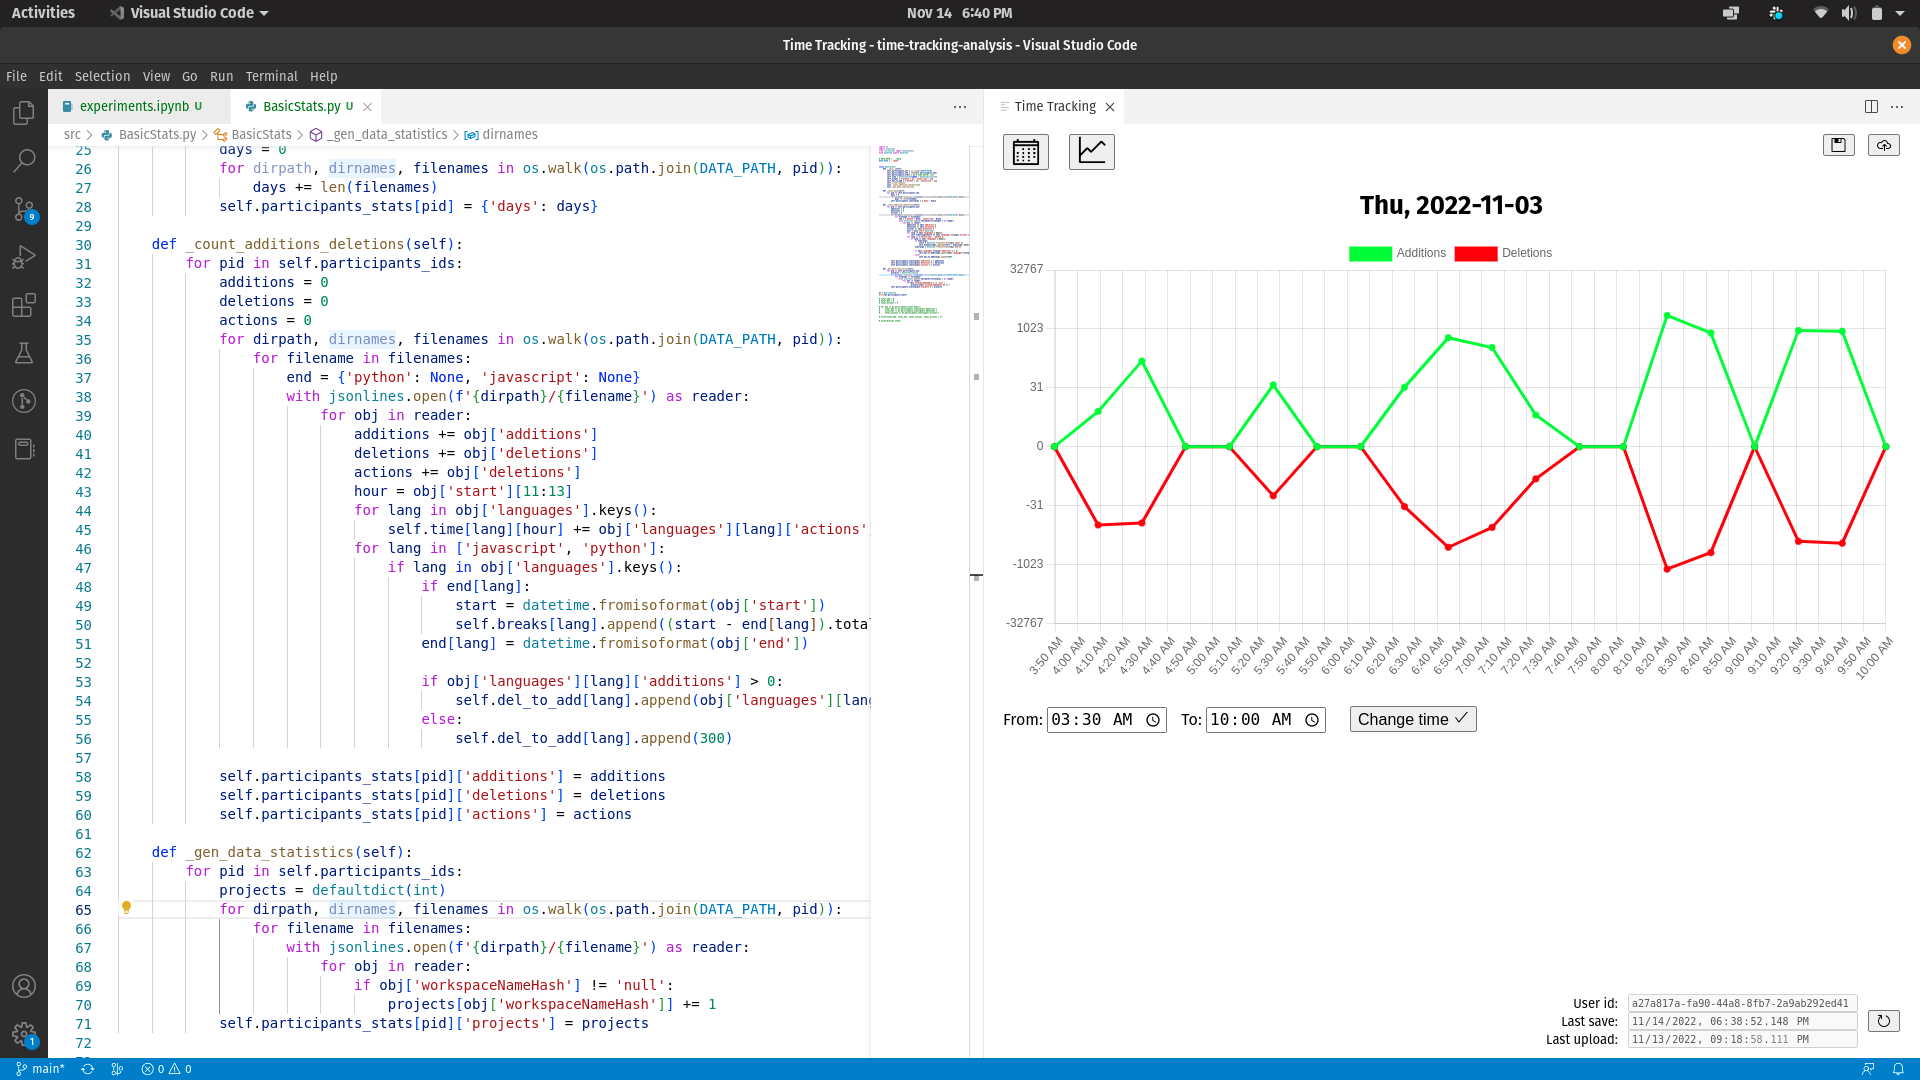 Activities
Visual Studio Code
Nov 14 6:40 PM
Time Tracking - time-tracking-analysis - Visual Studio Code
File Edit Selection View Go Run Terminal Help
experiments.ipynb U
BasicStats.py U
src > BasicStats.py > BasicStats > _gen_data_statistics > dirnames
25 days = 0
26 for dirpath, dirnames, filenames in os.walk(os.path.join(DATA_PATH, pid)):
27 days += len(filenames)
28 self.participants_stats[pid] = {'days': days}
29
30 def _count_additions_deletions(self):
31 for pid in self.participants_ids:
32 additions = 0
33 deletions = 0
34 actions = 0
35 for dirpath, dirnames, filenames in os.walk(os.path.join(DATA_PATH, pid)):
36 for filename in filenames:
37 end = {'python': None, 'javascript': None}
38 with jsonlines.open(f'{dirpath}/{filename}') as reader:
39 for obj in reader:
40 additions += obj['additions']
41 deletions += obj['deletions']
42 actions += obj['deletions']
43 hour = obj['start'][11:13]
44 for lang in obj['languages'].keys():
45 self.time[lang][hour] += obj['languages'][lang]['actions'
46 for lang in ['javascript', 'python']:
47 if lang in obj['languages'].keys():
48 if end[lang]:
49 start = datetime.fromisoformat(obj['start'])
50 self.breaks[lang].append((start - end[lang]).tota
51 end[lang] = datetime.fromisoformat(obj['end'])
52
53 if obj['languages'][lang]['additions'] > 0:
54 self.del_to_add[lang].append(obj['languages'][lang
55 else:
56 self.del_to_add[lang].append(300)
57
58 self.participants_stats[pid]['additions'] = additions
59 self.participants_stats[pid]['deletions'] = deletions
60 self.participants_stats[pid]['actions'] = actions
61
62 def _gen_data_statistics(self):
63 for pid in self.participants_ids:
64 projects = defaultdict(int)
65 for dirpath, dirnames, filenames in os.walk(os.path.join(DATA_PATH, pid)):
66 for filename in filenames:
67 with jsonlines.open(f'{dirpath}/{filename}') as reader:
68 for obj in reader:
69 if obj['workspaceNameHash'] != 'null':
70 projects[obj['workspaceNameHash']] += 1
71 self.participants_stats[pid]['projects'] = projects
72
9
1
main* 0 0
Time Tracking
Thu, 2022-11-03
Additions Deletions
32767
1023
31
0
-31
-1023
-32767
3:50 AM 4:00 AM 4:10 AM 4:20 AM 4:30 AM 4:40 AM 4:50 AM 5:00 AM 5:10 AM 5:20 AM 5:30 AM 5:40 AM 5:50 AM 6:00 AM 6:10 AM 6:20 AM 6:30 AM 6:40 AM 6:50 AM 7:00 AM 7:10 AM 7:20 AM 7:30 AM 7:40 AM 7:50 AM 8:00 AM 8:10 AM 8:20 AM 8:30 AM 8:40 AM 8:50 AM 9:00 AM 9:10 AM 9:20 AM 9:30 AM 9:40 AM 9:50 AM 10:00 AM
From: 03:30 AM To: 10:00 AM Change time ✓
User id: a27a817a-fa90-44a8-8fb7-2a9ab292ed41
Last save: 11/14/2022, 06:38:52.148 PM
Last upload: 11/13/2022, 09:18:58.111 PM